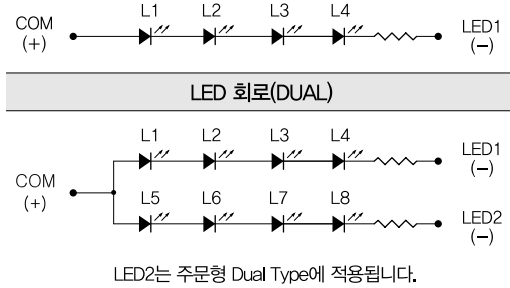 L1 L2 L3 L4
COM (+) LED1 (−)
LED 회로(DUAL)
L1 L2 L3 L4
LED1 (−)
COM (+)
L5 L6 L7 L8
LED2 (−)
LED2는 주문형 Dual Type에 적용됩니다.